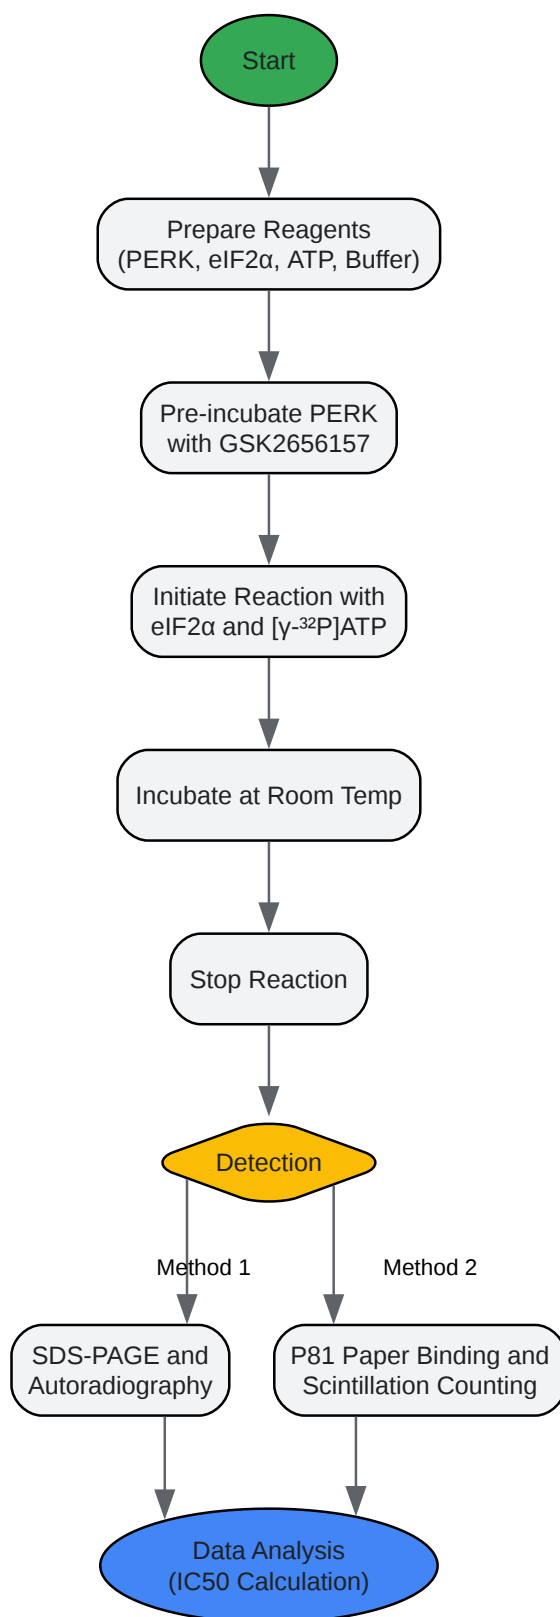 Start
Prepare Reagents
(PERK, eIF2α, ATP, Buffer)
Pre-incubate PERK
with GSK2656157
Initiate Reaction with
eIF2α and [γ-³²P]ATP
Incubate at Room Temp
Stop Reaction
Detection
Method 1
Method 2
SDS-PAGE and
Autoradiography
P81 Paper Binding and
Scintillation Counting
Data Analysis
(IC50 Calculation)